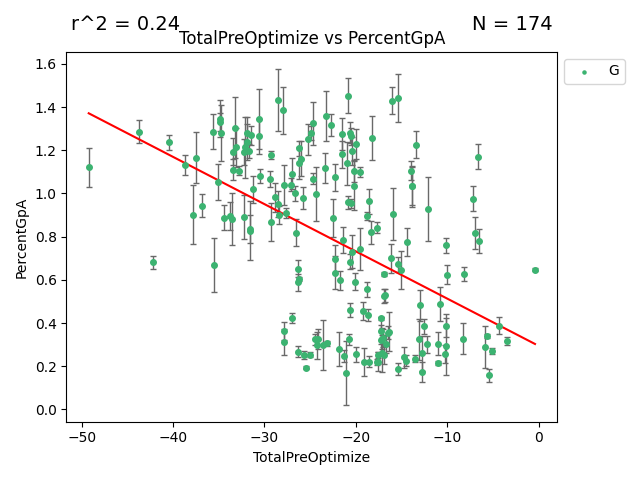 r^2 = 0.24
N = 174
TotalPreOptimize vs PercentGpA
G
1.6
1.4
1.2
1.0
0.8
0.6
0.4
0.2
0.0
PercentGpA
−50 −40 −30 −20 −10 0
TotalPreOptimize